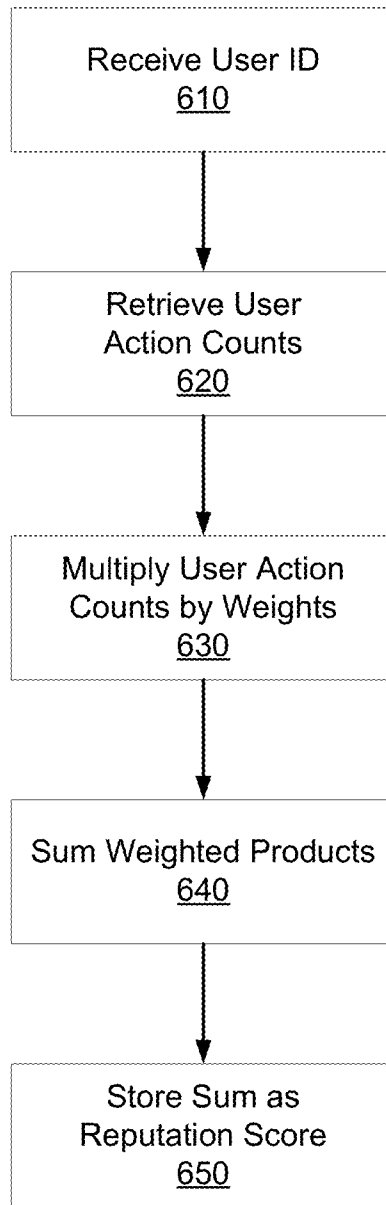 Receive User ID
610
Retrieve User
Action Counts
620
Multiply User Action
Counts by Weights
630
Sum Weighted Products
640
Store Sum as
Reputation Score
650